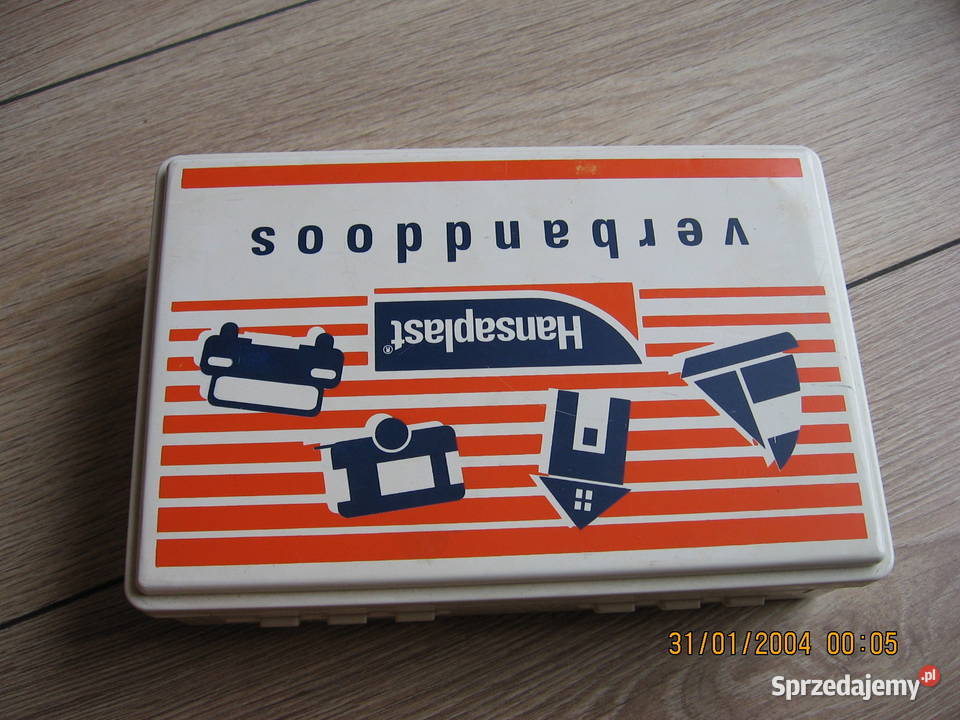 verbanddoos
Hansaplast®
31/01/2004 00:05
Sprzedajemy.pl